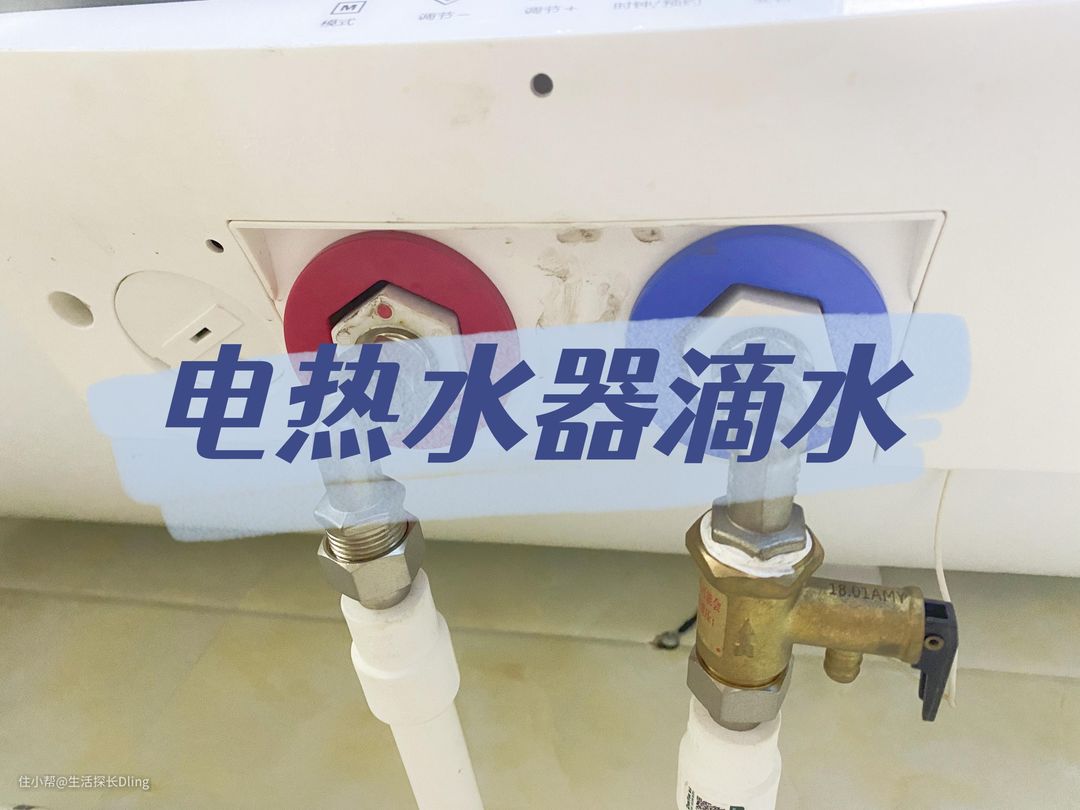 M
模式 调节- 调节+ 时钟/预约
电热水器滴水
18.01AMY
住小帮@生活探长Dling